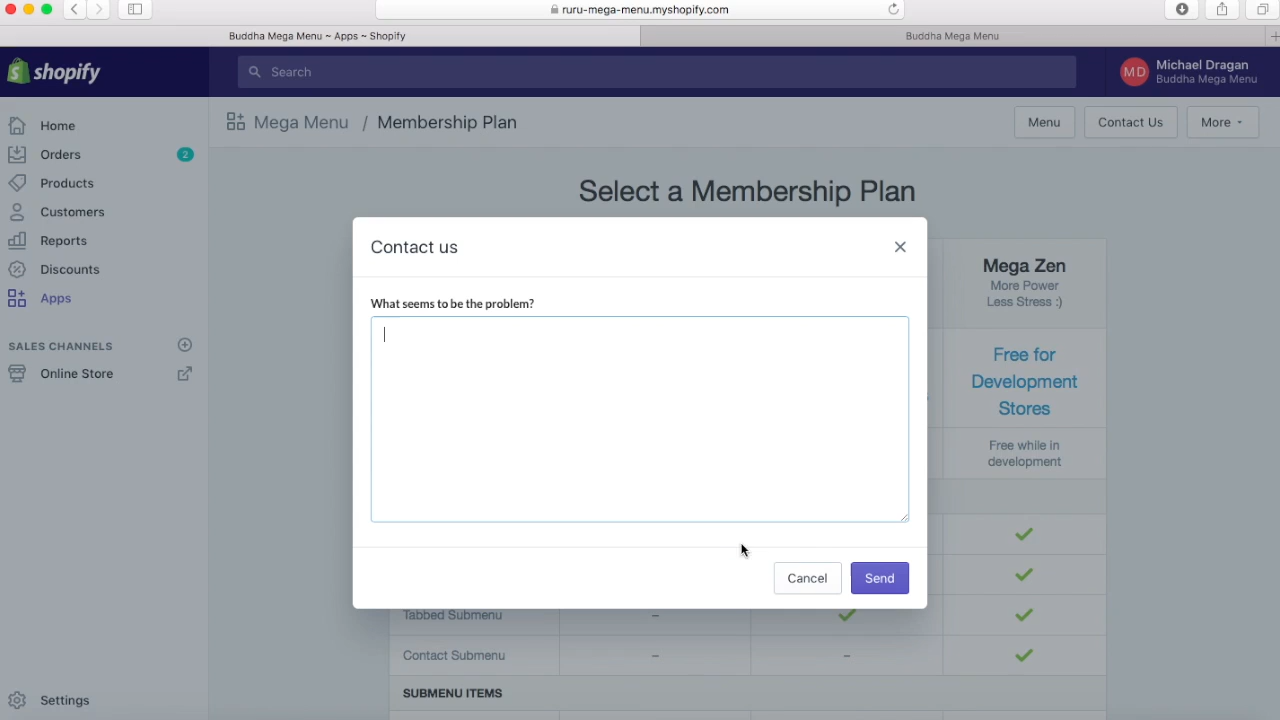 ruru-mega-menu.myshopify.com
Buddha Mega Menu ~ Apps ~ Shopify
Buddha Mega Menu
shopify
Search
MD
Michael Dragan
Buddha Mega Menu
Home
Orders
2
Products
Customers
Reports
Discounts
Apps
SALES CHANNELS
Online Store
Settings
Mega Menu / Membership Plan
Menu
Contact Us
More
Select a Membership Plan
Contact us
What seems to be the problem?
Cancel
Send
Mega Zen
More Power
Less Stress :)
Free for
Development
Stores
Free while in
development
Tabbed Submenu
–
Contact Submenu
–
–
SUBMENU ITEMS